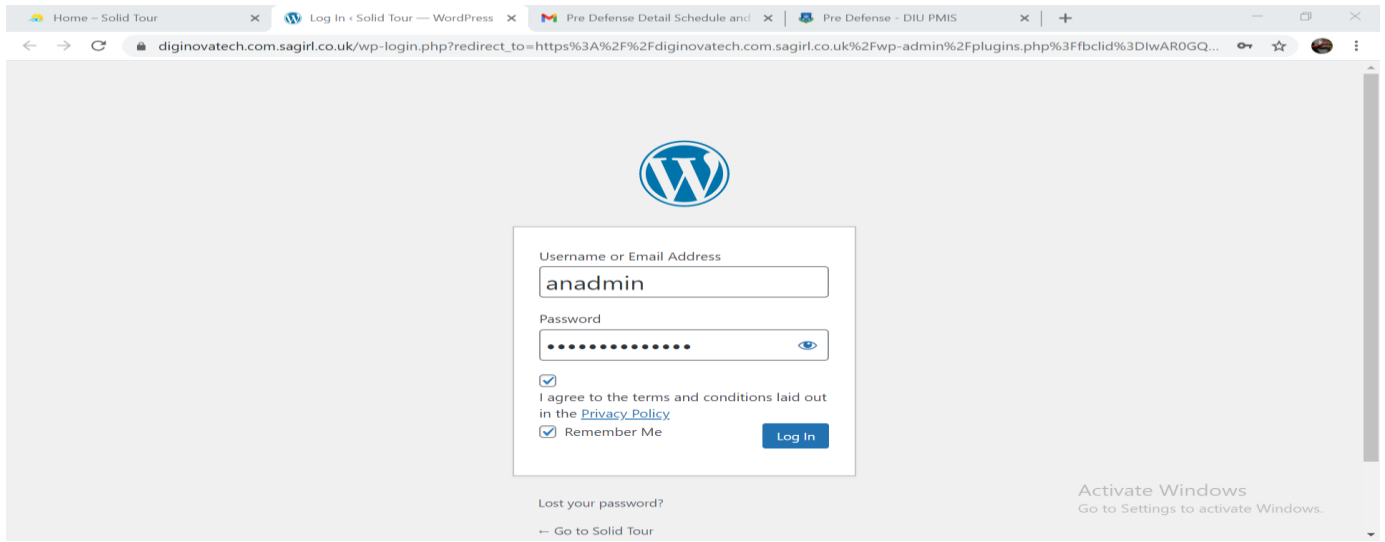 Home – Solid Tour
Log In ‹ Solid Tour — WordPress
Pre Defense Detail Schedule and
Pre Defense - DIU PMIS
diginovatech.com.sagirl.co.uk/wp-login.php?redirect_to=https%3A%2F%2Fdiginovatech.com.sagirl.co.uk%2Fwp-admin%2Fplugins.php%3Ffbclid%3DIwAR0GQ...
Username or Email Address
anadmin
Password
I agree to the terms and conditions laid out
in the Privacy Policy
Remember Me
Log In
Lost your password?
← Go to Solid Tour
Activate Windows
Go to Settings to activate Windows.